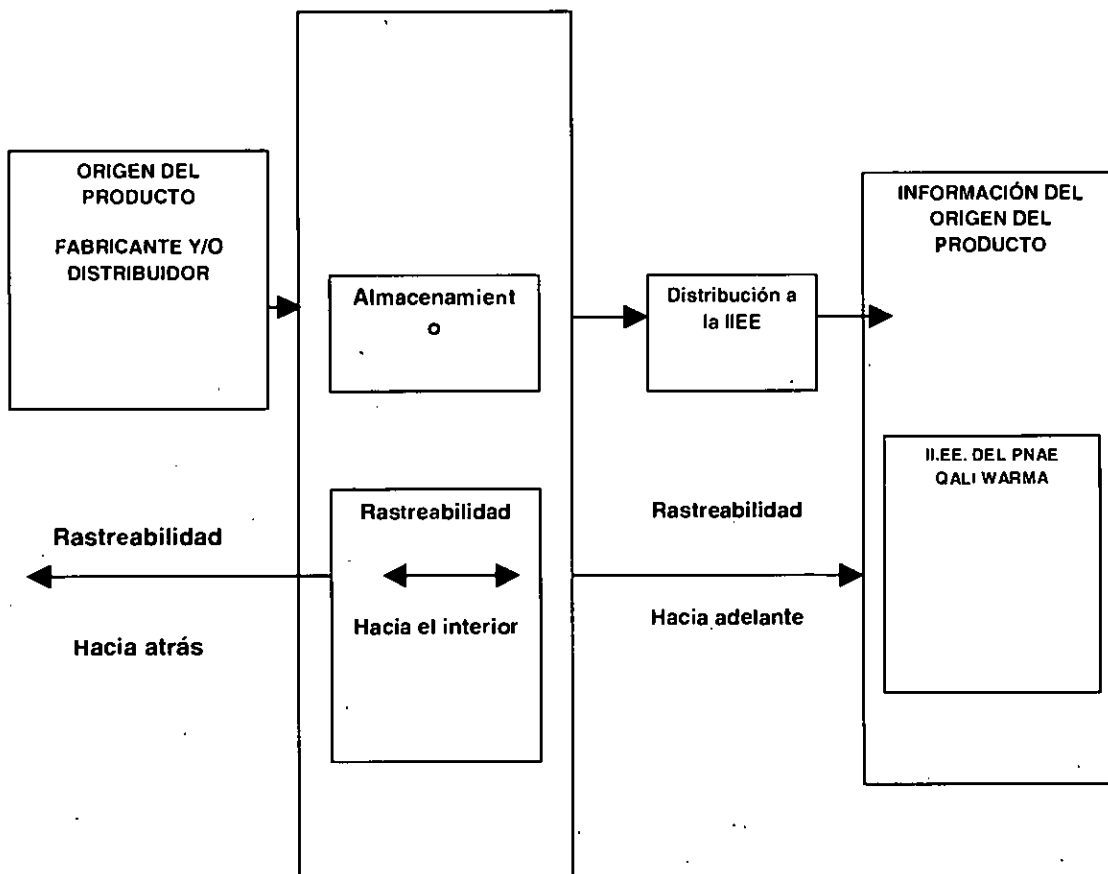 ORIGEN DEL
PRODUCTO
FABRICANTE Y/O
DISTRIBUIDOR
Almacenamient
o
Distribución a
la IIEE
INFORMACIÓN DEL
ORIGEN DEL
PRODUCTO
II.EE. DEL PNAE
QALI WARMA
Rastreabilidad
Hacia atrás
Rastreabilidad
Hacia el interior
Rastreabilidad
Hacia adelante